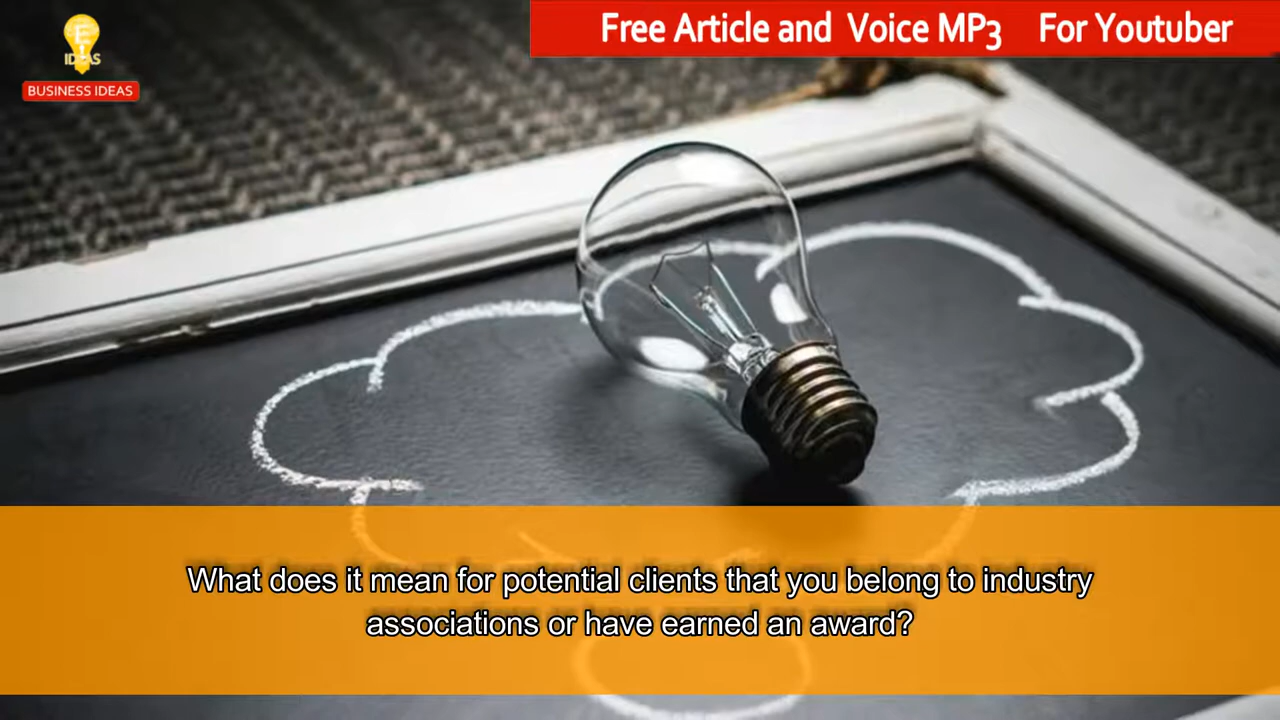 Free Article and Voice MP3 For Youtuber
E
IDEAS
BUSINESS IDEAS
What does it mean for potential clients that you belong to industry
associations or have earned an award?